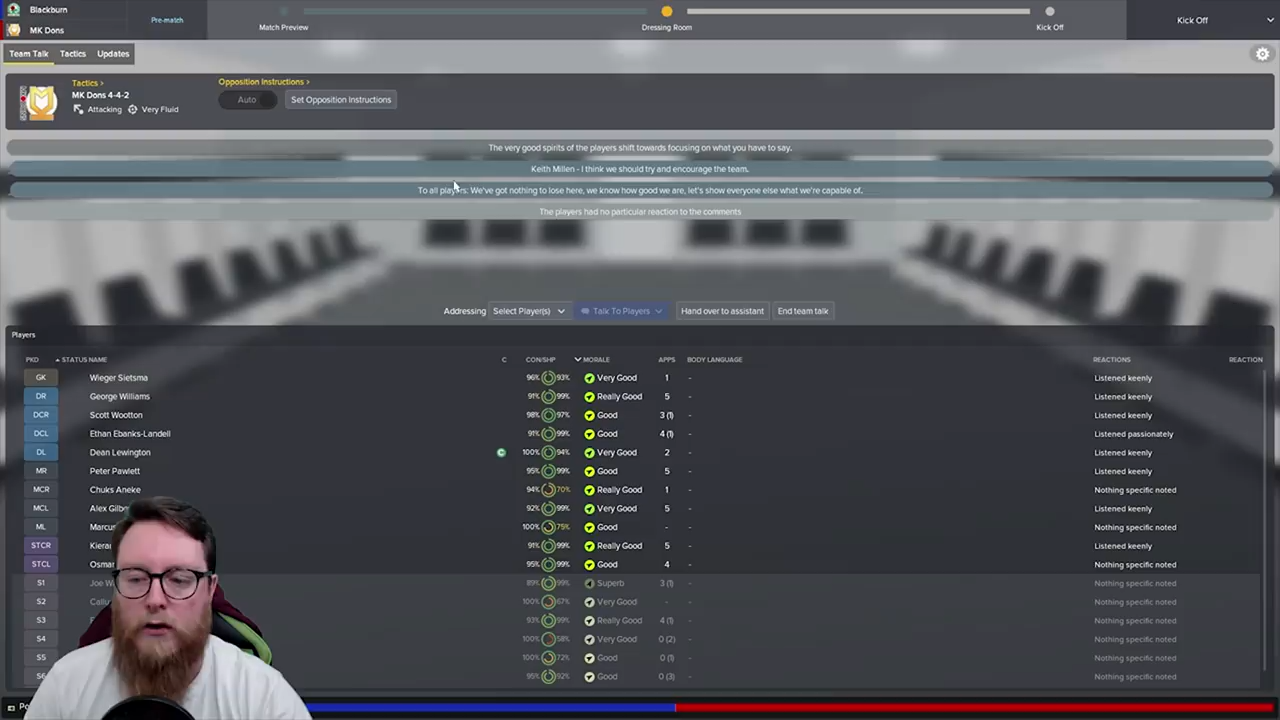 Blackburn
MK Dons
Pre-match
Match Preview
Dressing Room
Kick Off
Kick Off
Team Talk Tactics Updates
Tactics >
MK Dons 4-4-2
Attacking Very Fluid
Opposition Instructions >
Auto Set Opposition Instructions
The very good spirits of the players shift towards focusing on what you have to say.
Keith Millen - I think we should try and encourage the team.
To all players: We've got nothing to lose here, we know how good we are, let's show everyone else what we're capable of.
The players had no particular reaction to the comments
Addressing Select Player(s) Talk To Players Hand over to assistant End team talk
Players
PKD STATUS NAME C CON/SHP MORALE APPS BODY LANGUAGE REACTIONS REACTION
GK Wieger Sietsma 96% 93% Very Good 1 - Listened keenly
DR George Williams 91% 99% Really Good 5 - Listened keenly
DCR Scott Wootton 98% 97% Good 3 (1) - Listened keenly
DCL Ethan Ebanks-Landell 91% 99% Good 4 (1) - Listened passionately
DL Dean Lewington C 100% 94% Very Good 2 - Listened keenly
MR Peter Pawlett 95% 99% Good 5 - Listened keenly
MCR Chuks Aneke 94% 70% Really Good 1 - Nothing specific noted
MCL Alex Gilb 92% 99% Very Good 5 - Listened keenly
ML Marcus 100% 75% Good - - Nothing specific noted
STCR Kiera 91% 99% Really Good 5 - Listened keenly
STCL Osma 95% 99% Good 4 - Nothing specific noted
S1 Joe W 89% 99% Superb 3 (1) - Nothing specific noted
S2 Callu 100% 67% Very Good - - Nothing specific noted
S3 93% 99% Really Good 4 (1) - Nothing specific noted
S4 100% 58% Very Good 0 (2) - Nothing specific noted
S5 100% 72% Good 0 (1) - Nothing specific noted
S6 95% 92% Good 0 (3) - Nothing specific noted
Po